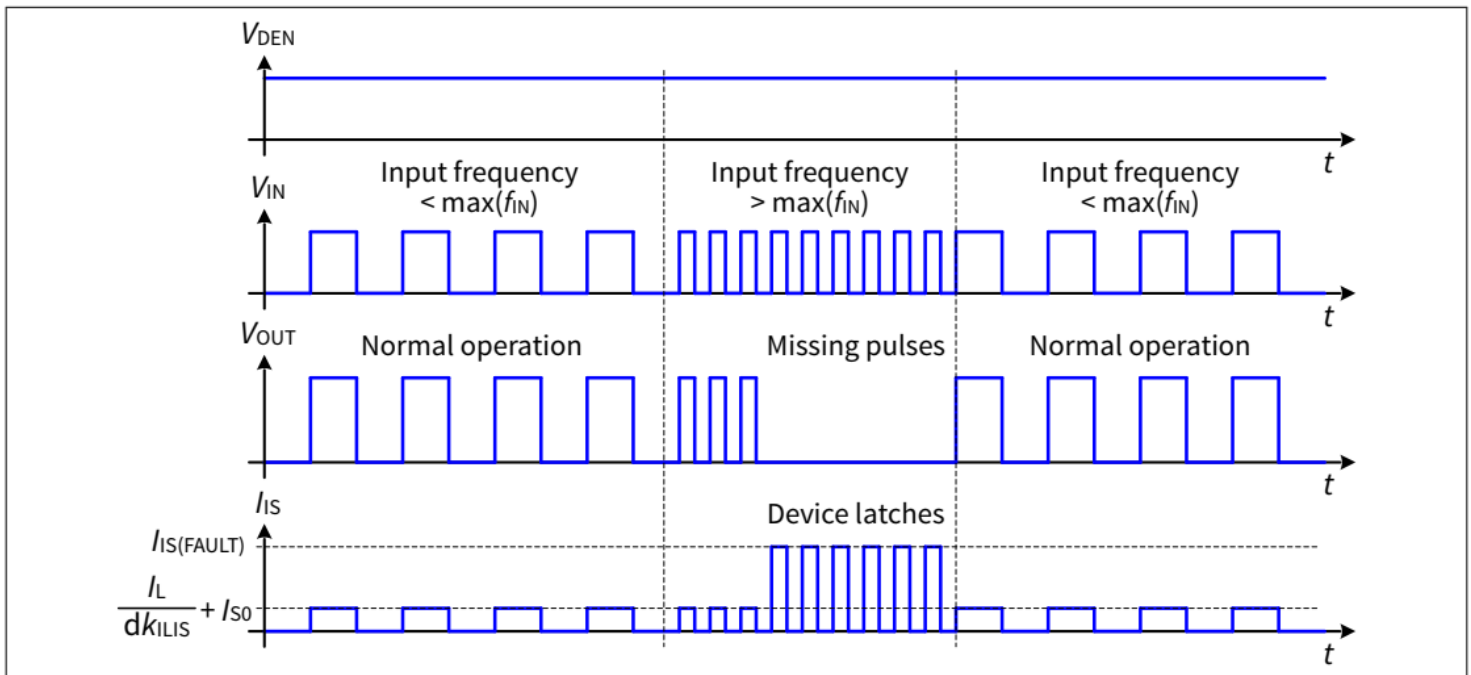 VDEN
t
Input frequency
< max(fIN)
Input frequency
> max(fIN)
Input frequency
< max(fIN)
VIN
t
VOUT
Normal operation
Missing pulses
Normal operation
t
IIS
Device latches
IIS(FAULT)
IL
dkILIS
+ IS0
t